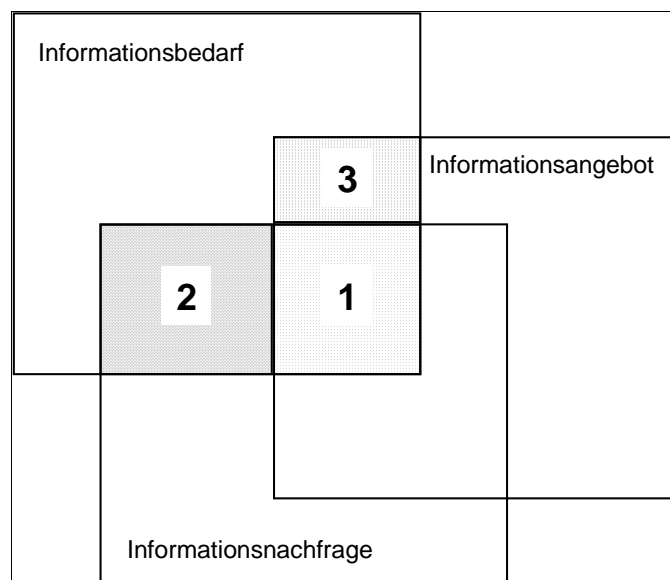 Informationsbedarf
3
Informationsangebot
2
1
Informationsnachfrage